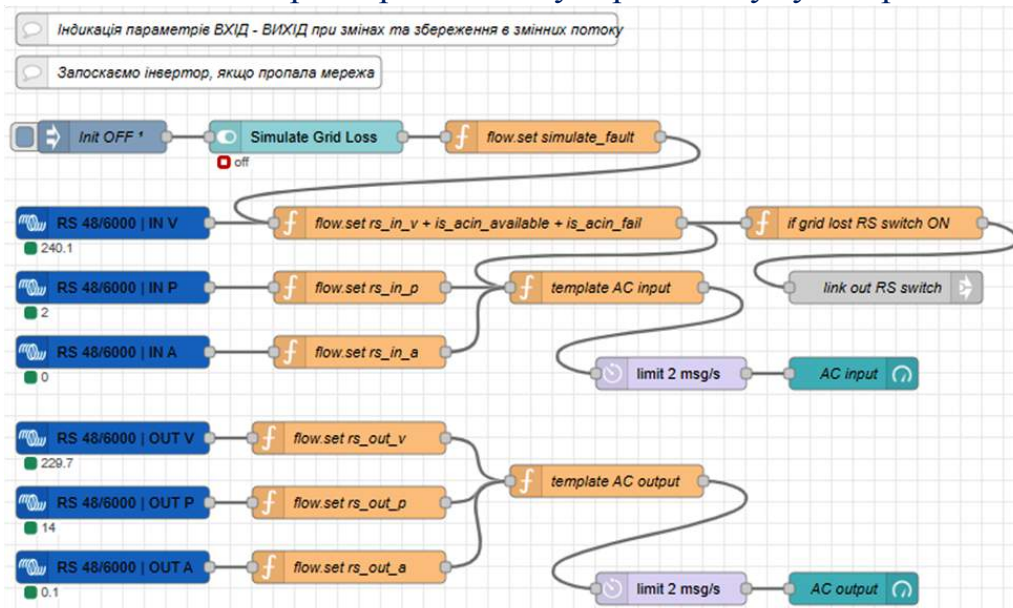 Індикація параметрів ВХІД - ВИХІД при змінах та збереження в змінних потоку
Запоскаємо інвертор, якщо пропала мережа
Init OFF ¹
Simulate Grid Loss
flow.set simulate_fault
off
RS 48/6000 | IN V
flow.set rs_in_v + is_acin_available + is_acin_fail
if grid lost RS switch ON
240.1
RS 48/6000 | IN P
flow.set rs_in_p
template AC input
link out RS switch
2
RS 48/6000 | IN A
flow.set rs_in_a
0
limit 2 msg/s
AC input
RS 48/6000 | OUT V
flow.set rs_out_v
229.7
template AC output
RS 48/6000 | OUT P
flow.set rs_out_p
14
RS 48/6000 | OUT A
flow.set rs_out_a
0.1
limit 2 msg/s
AC output